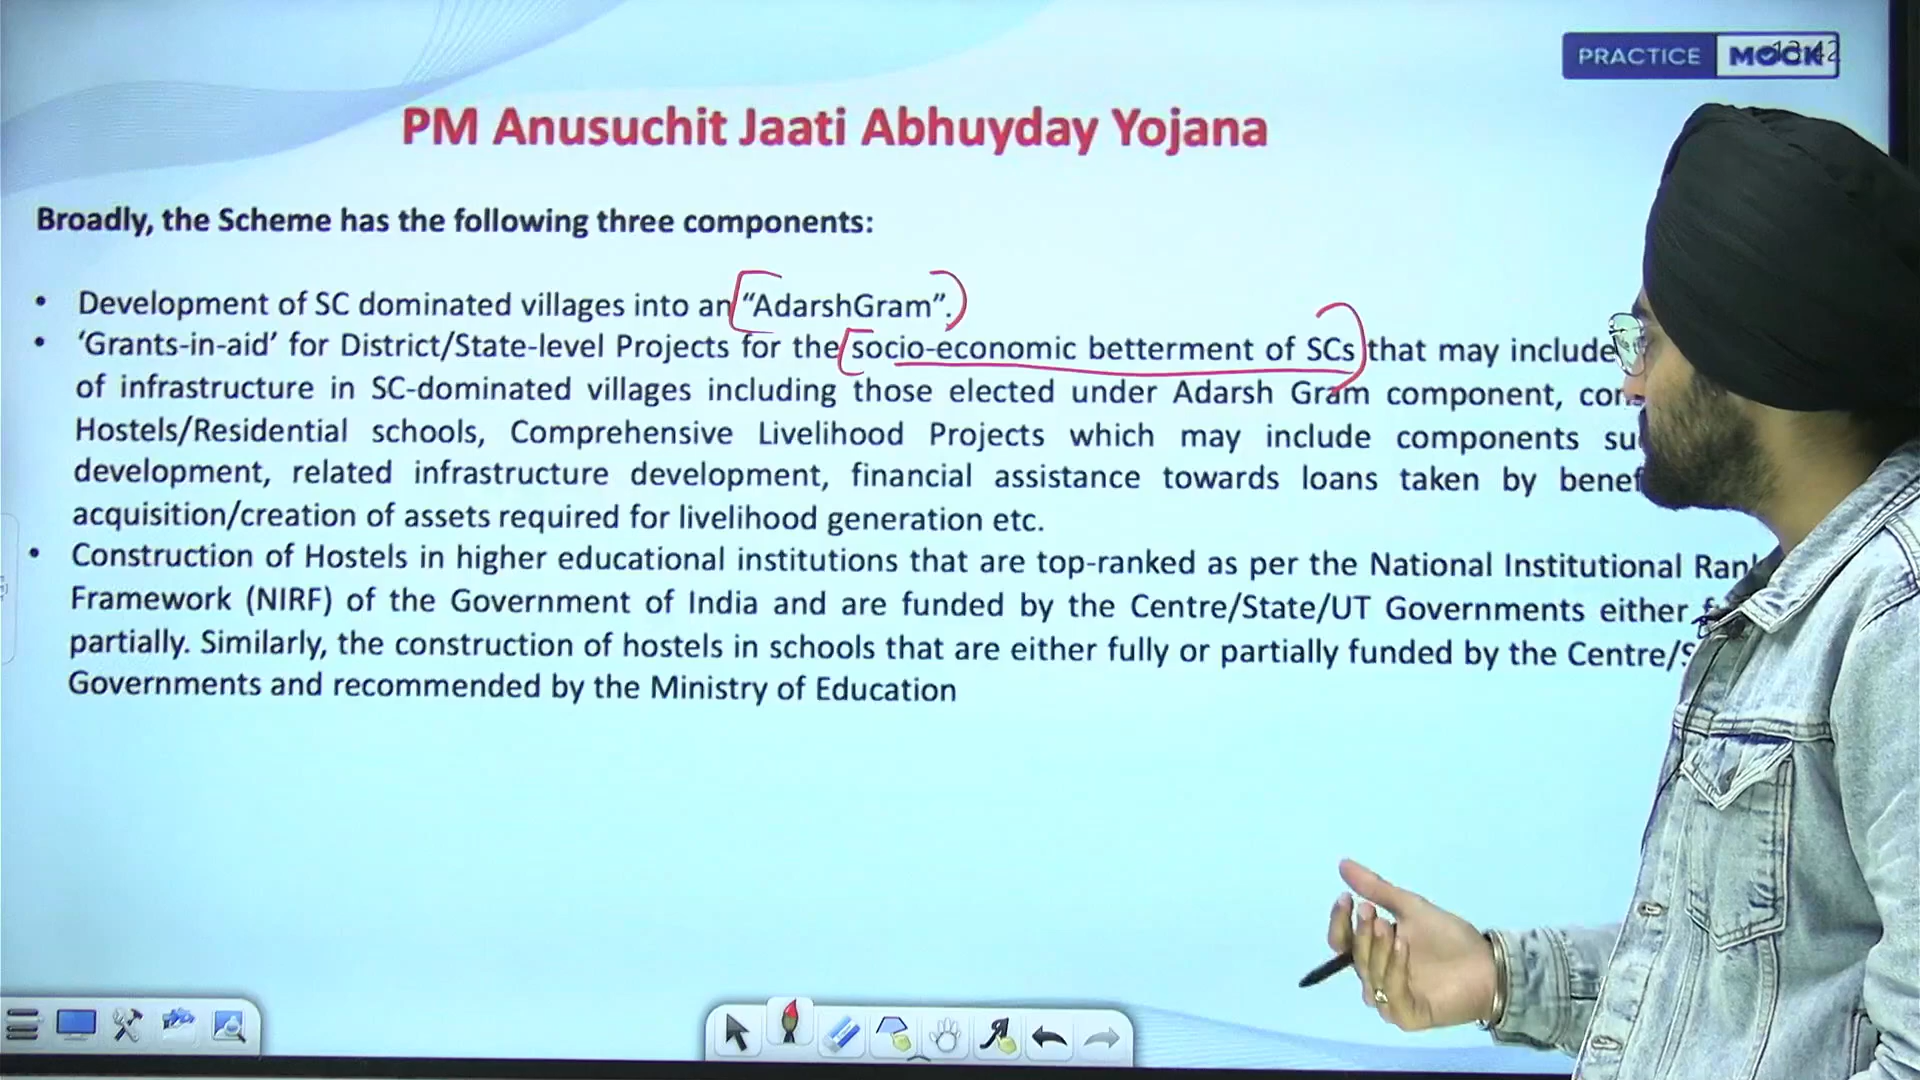 PRACTICE MOCK
13:42
PM Anusuchit Jaati Abhuyday Yojana
Broadly, the Scheme has the following three components:
• Development of SC dominated villages into an “AdarshGram”.
• ‘Grants-in-aid’ for District/State-level Projects for the socio-economic betterment of SCs that may include
of infrastructure in SC-dominated villages including those elected under Adarsh Gram component, con
Hostels/Residential schools, Comprehensive Livelihood Projects which may include components su
development, related infrastructure development, financial assistance towards loans taken by benef
acquisition/creation of assets required for livelihood generation etc.
• Construction of Hostels in higher educational institutions that are top-ranked as per the National Institutional Rank
Framework (NIRF) of the Government of India and are funded by the Centre/State/UT Governments either f
partially. Similarly, the construction of hostels in schools that are either fully or partially funded by the Centre/S
Governments and recommended by the Ministry of Education